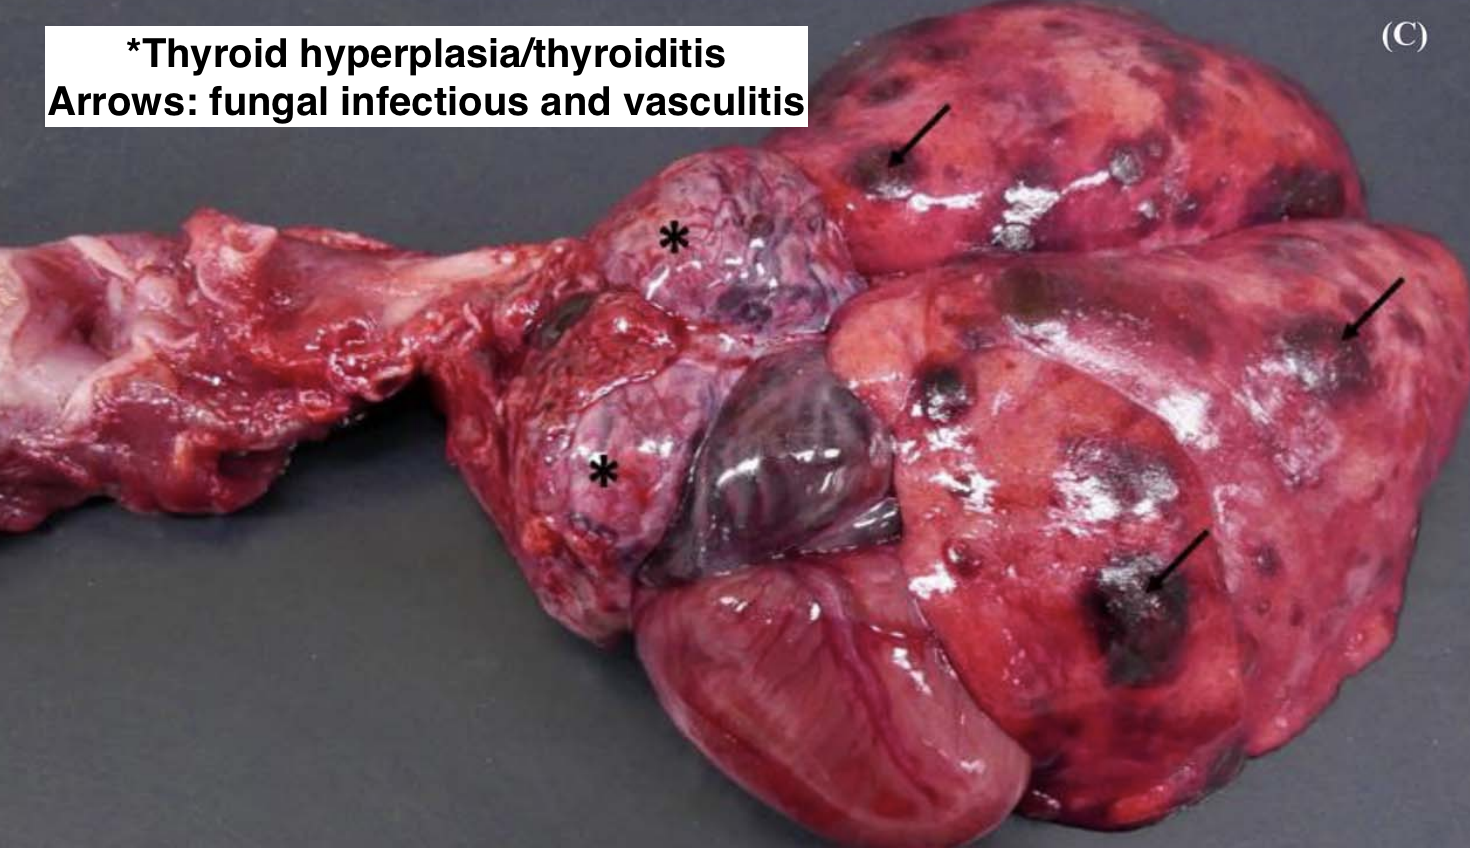 *Thyroid hyperplasia/thyroiditis
Arrows: fungal infectious and vasculitis
(C)
*
*